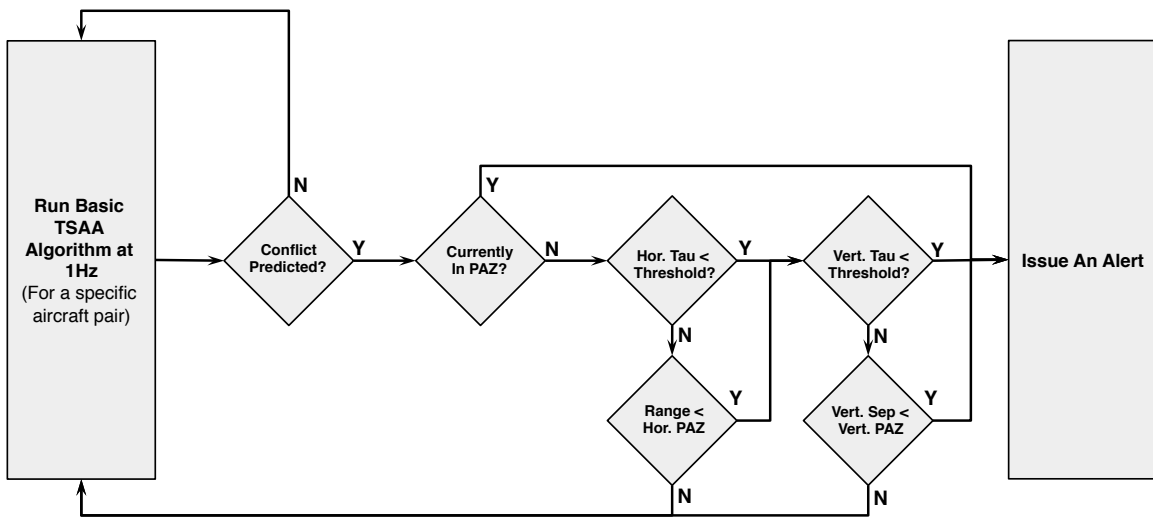 Run Basic
TSAA
Algorithm at
1Hz
(For a specific
aircraft pair)
N
Conflict
Predicted?
Y
Y
Currently
In PAZ?
N
Hor. Tau <
Threshold?
Y
N
Range <
Hor. PAZ
Y
N
Vert. Tau <
Threshold?
Y
N
Vert. Sep <
Vert. PAZ
Y
N
Issue An Alert